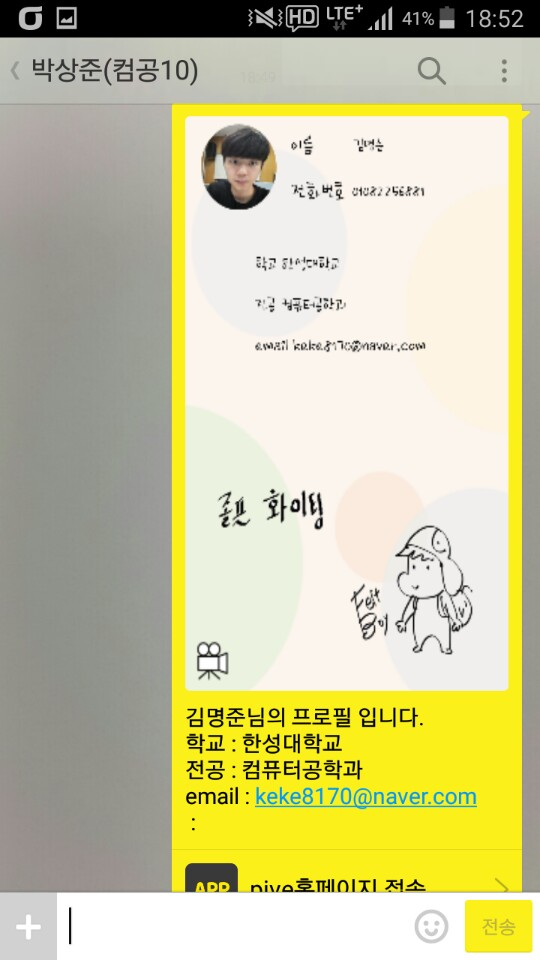 HD LTE+ 41% 18:52
박상준(컴공10)
이름 김명준
전화번호 01082256881
학교 한성대학교
전공 컴퓨터공학과
email keke8170@naver.com
졸프 화이팅
김명준님의 프로필 입니다.
학교 : 한성대학교
전공 : 컴퓨터공학과
email : keke8170@naver.com
:
APP pive홈페이지 전송
전송